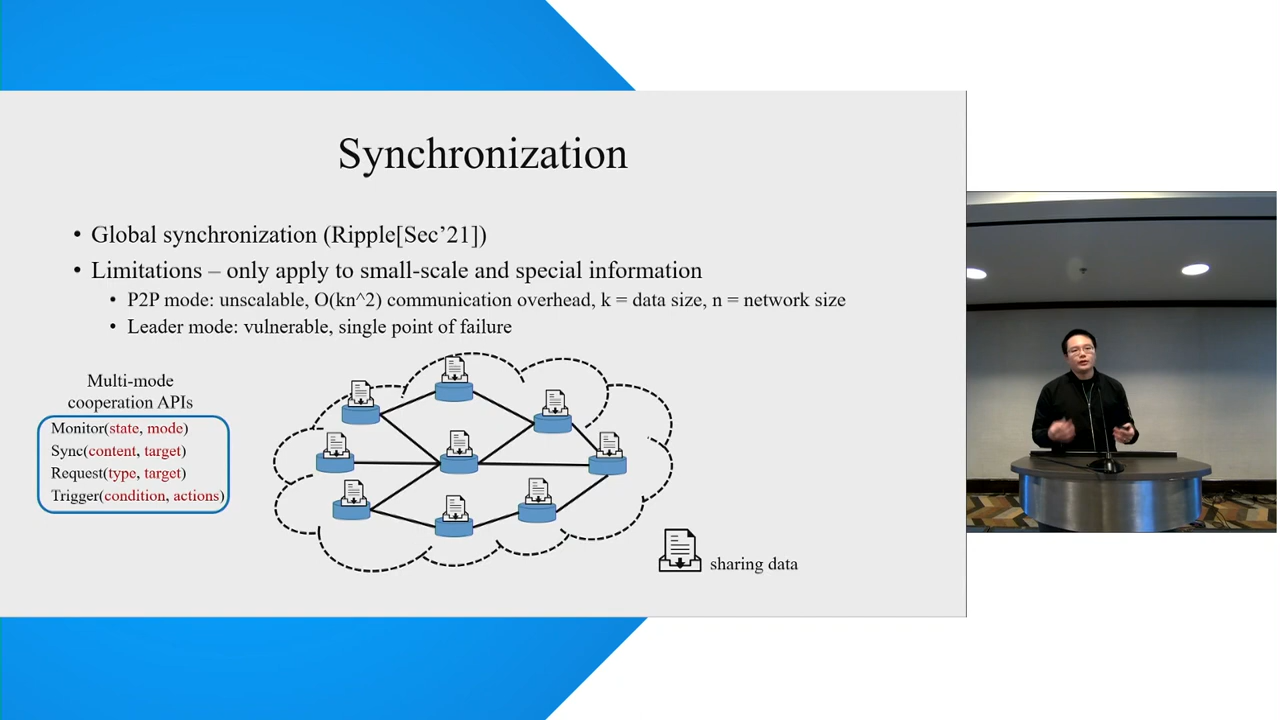 Synchronization
• Global synchronization (Ripple[Sec’21])
• Limitations – only apply to small-scale and special information
• P2P mode: unscalable, O(kn^2) communication overhead, k = data size, n = network size
• Leader mode: vulnerable, single point of failure
Multi-mode
cooperation APIs
Monitor(state, mode)
Sync(content, target)
Request(type, target)
Trigger(condition, actions)
sharing data